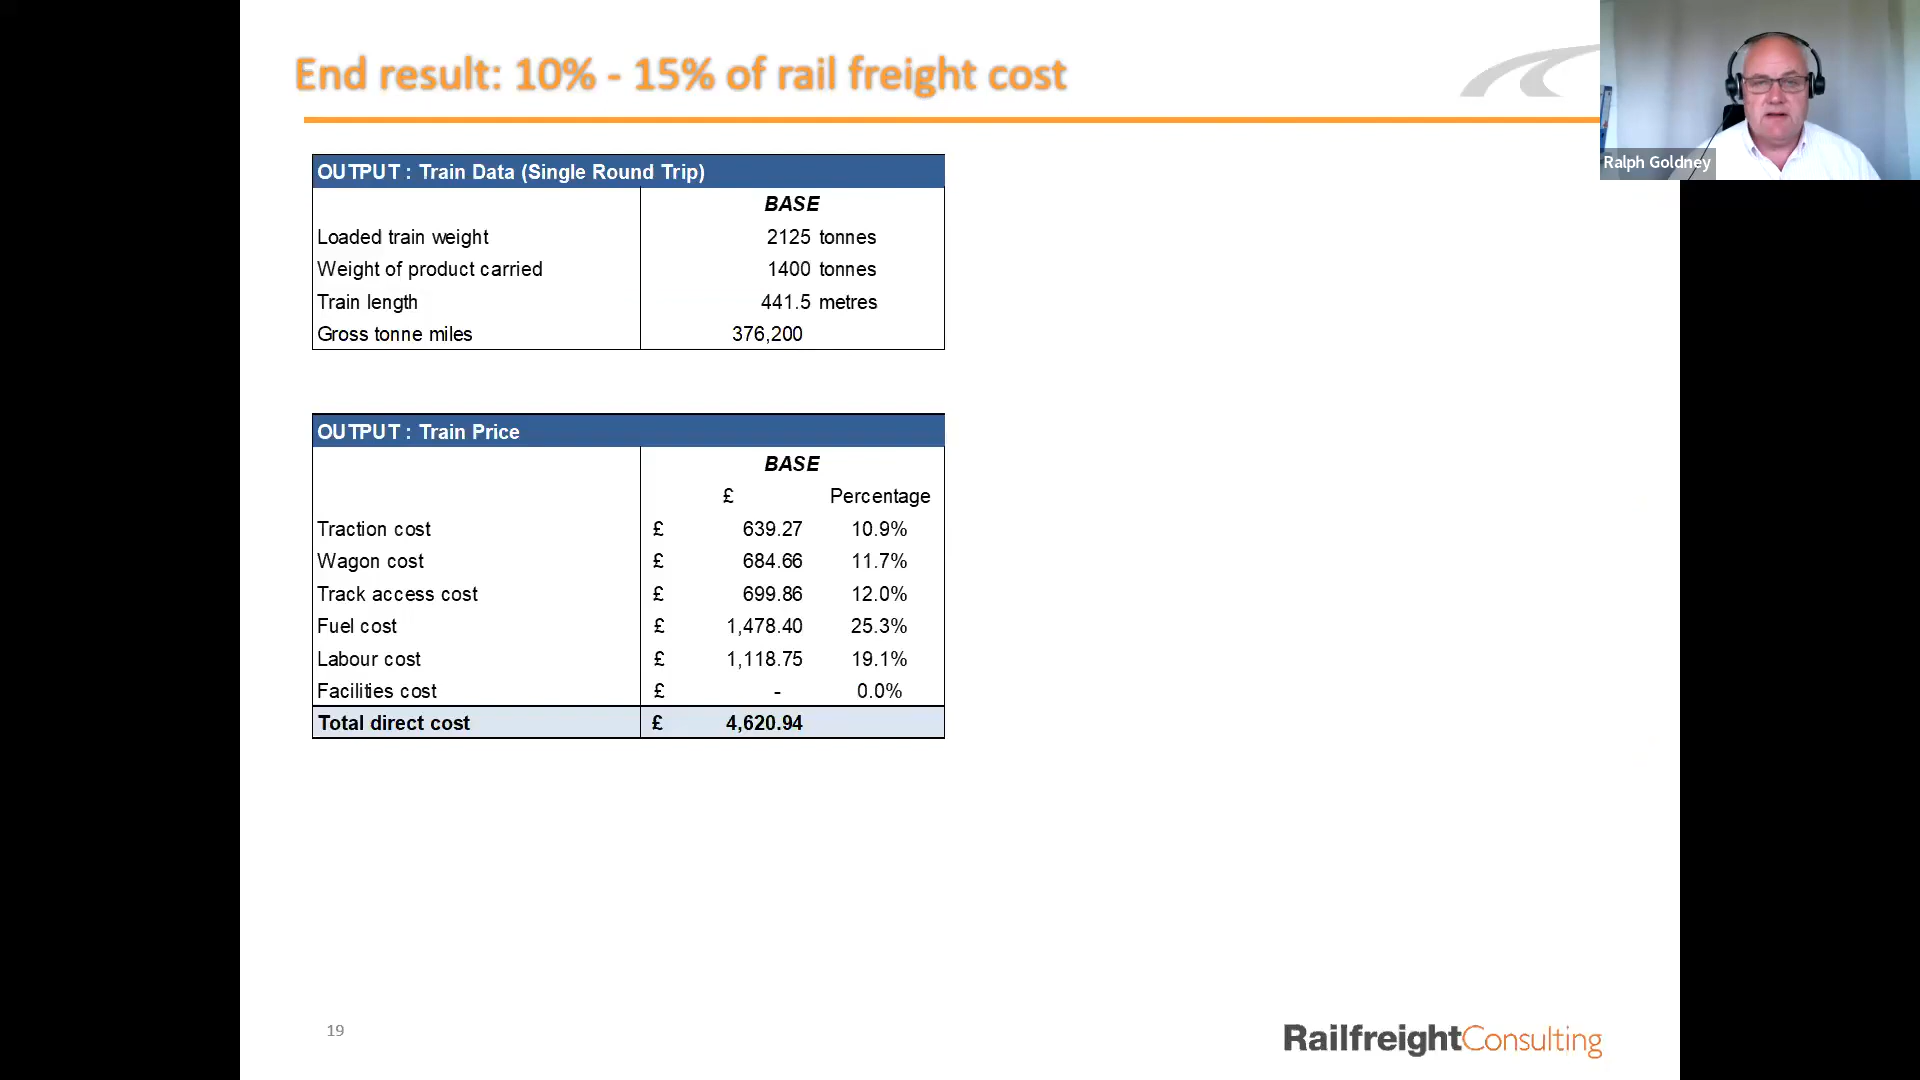 End result: 10% - 15% of rail freight cost
Ralph Goldney
OUTPUT : Train Data (Single Round Trip)
BASE
Loaded train weight 2125 tonnes
Weight of product carried 1400 tonnes
Train length 441.5 metres
Gross tonne miles 376,200
OUTPUT : Train Price
BASE
£ Percentage
Traction cost £ 639.27 10.9%
Wagon cost £ 684.66 11.7%
Track access cost £ 699.86 12.0%
Fuel cost £ 1,478.40 25.3%
Labour cost £ 1,118.75 19.1%
Facilities cost £ - 0.0%
Total direct cost £ 4,620.94
19
RailfreightConsulting